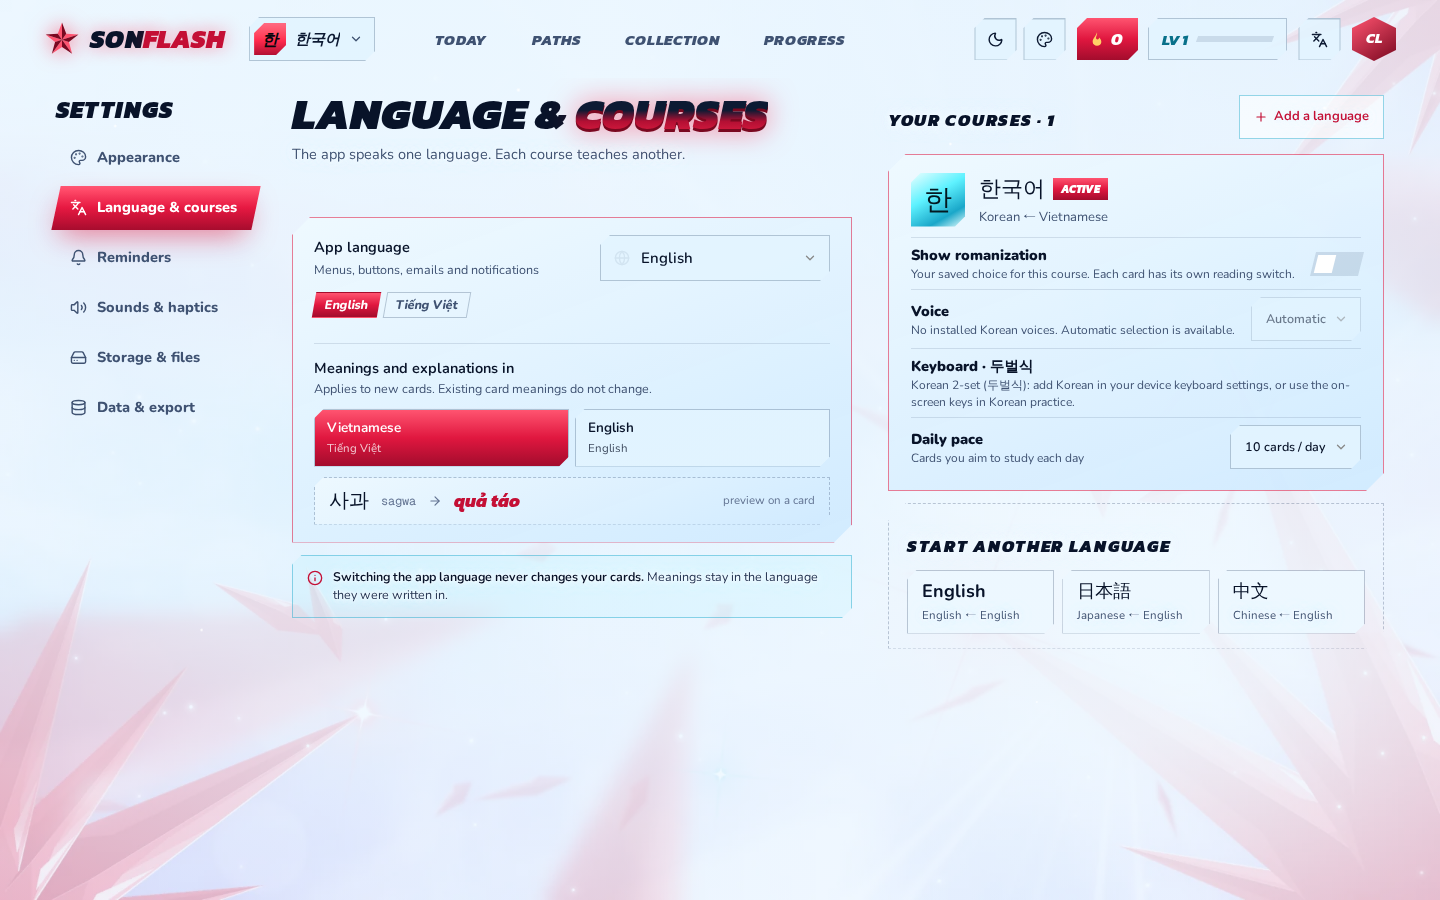 SONFLASH
한 한국어
TODAY
PATHS
COLLECTION
PROGRESS
0
LV 1
CL
SETTINGS
Appearance
Language & courses
Reminders
Sounds & haptics
Storage & files
Data & export
LANGUAGE & COURSES
The app speaks one language. Each course teaches another.
App language
Menus, buttons, emails and notifications
English
English
Tiếng Việt
Meanings and explanations in
Applies to new cards. Existing card meanings do not change.
Vietnamese
Tiếng Việt
English
English
사과 sagwa → quả táo
preview on a card
Switching the app language never changes your cards. Meanings stay in the language
they were written in.
YOUR COURSES · 1
Add a language
한
한국어 ACTIVE
Korean ← Vietnamese
Show romanization
Your saved choice for this course. Each card has its own reading switch.
Voice
No installed Korean voices. Automatic selection is available.
Automatic
Keyboard · 두벌식
Korean 2-set (두벌식): add Korean in your device keyboard settings, or use the on-
screen keys in Korean practice.
Daily pace
Cards you aim to study each day
10 cards / day
START ANOTHER LANGUAGE
English
English ← English
日本語
Japanese ← English
中文
Chinese ← English